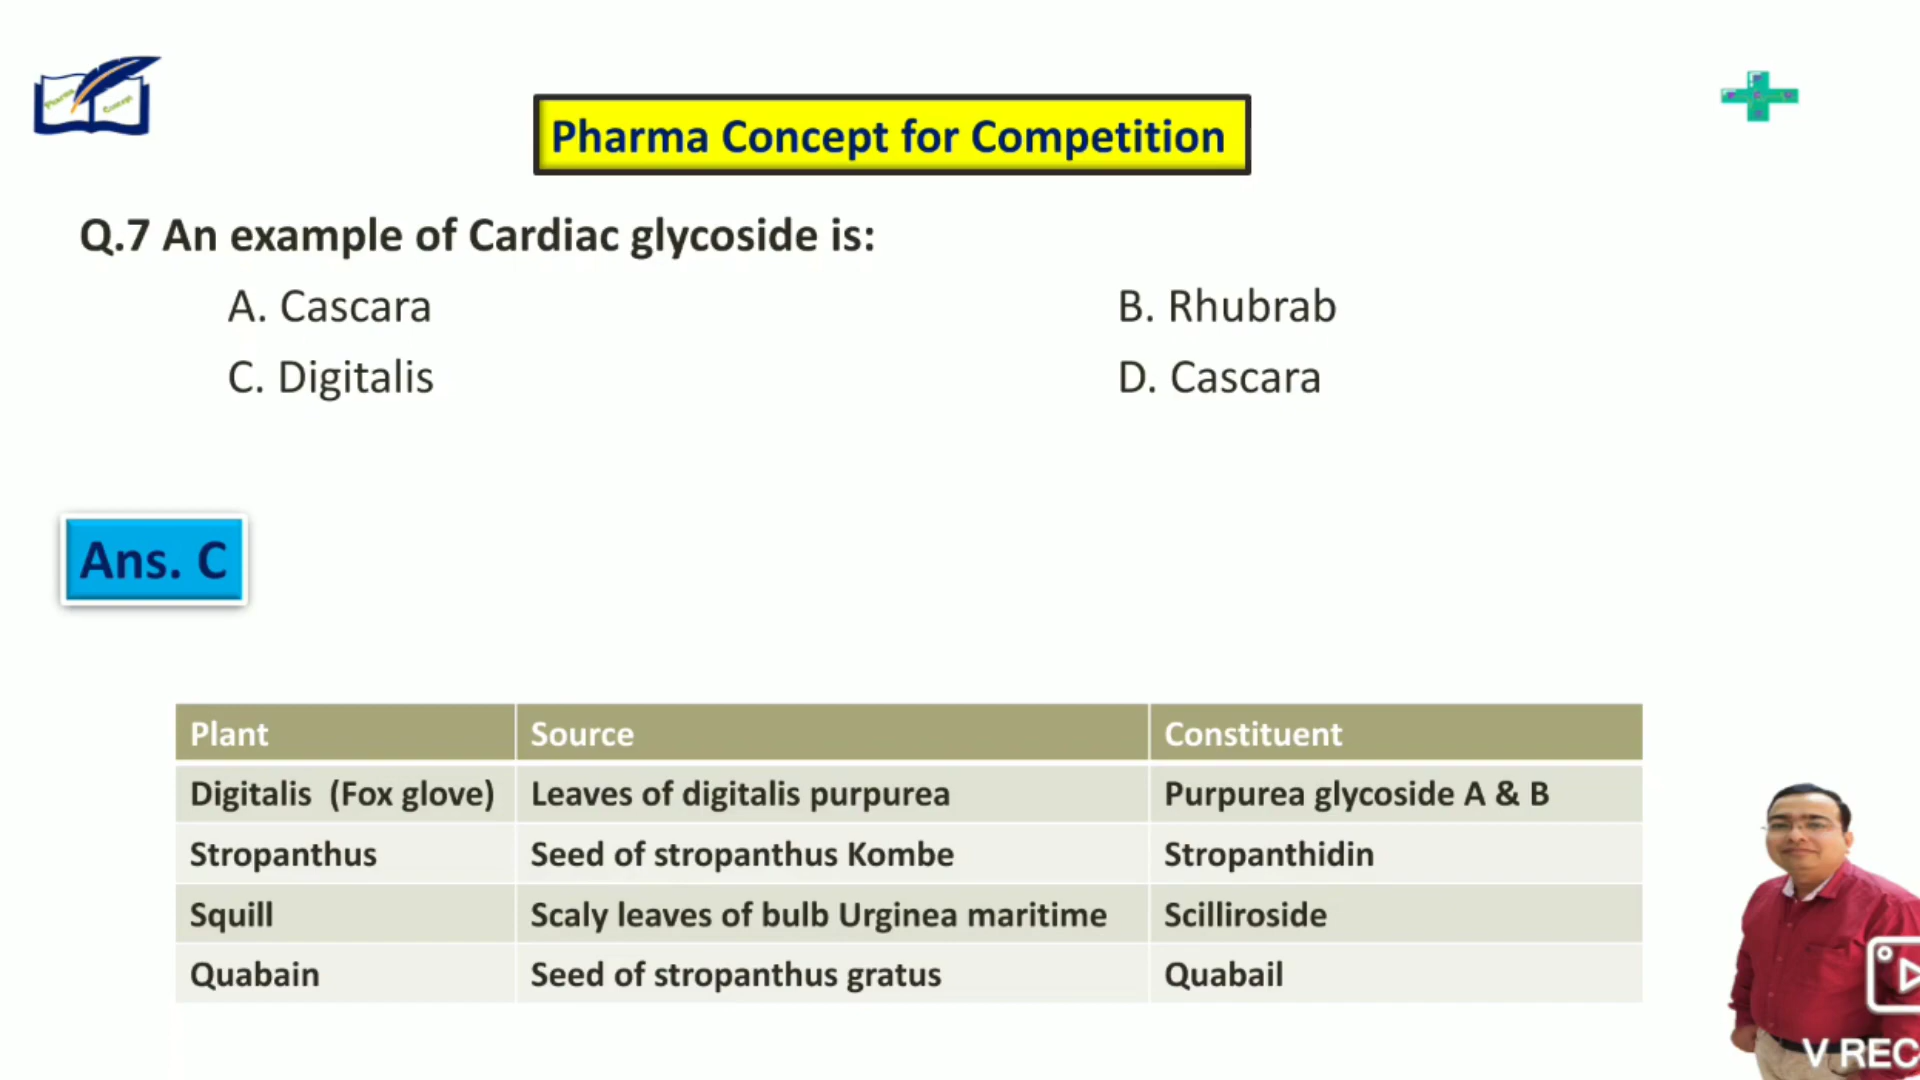 Pharma Concept
Pharma Concept for Competition
Q.7 An example of Cardiac glycoside is:
A. Cascara B. Rhubrab
C. Digitalis D. Cascara
Ans. C
Plant Source Constituent
Digitalis (Fox glove) Leaves of digitalis purpurea Purpurea glycoside A & B
Stropanthus Seed of stropanthus Kombe Stropanthidin
Squill Scaly leaves of bulb Urginea maritime Scilliroside
Quabain Seed of stropanthus gratus Quabail
V REC